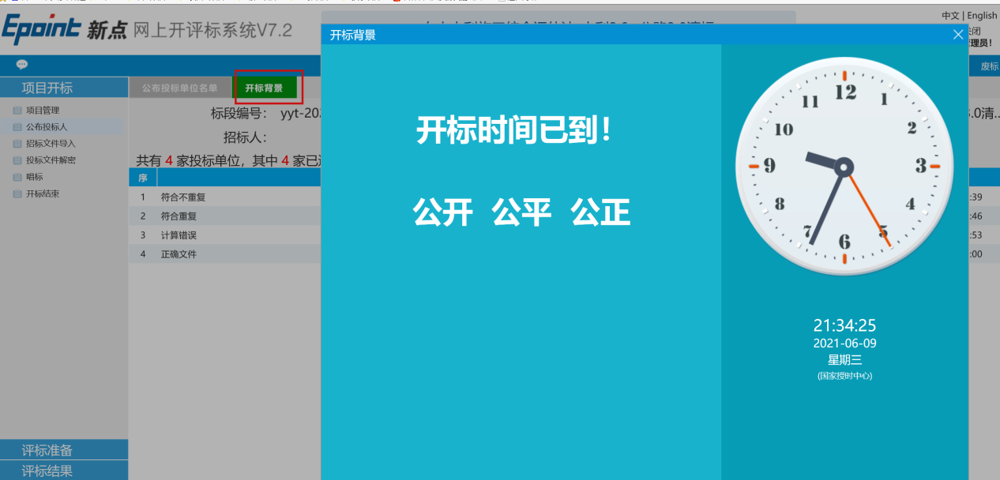 中文 | English
Epoint 新点 网上开评标系统V7.2
开标背景
理员!
废标
项目开标
公布投标单位名单
开标背景
项目管理
公布投标人
招标文件导入
投标文件解密
唱标
开标结束
标段编号: yyt-20
招标人:
共有 4 家投标单位, 其中 4 家已
序
1 符合不重复
2 符合重复
3 计算错误
4 正确文件
开标时间已到!
公开 公平 公正
12
1
2
3
4
5
6
7
8
9
10
11
21:34:25
2021-06-09
星期三
(国家授时中心)
.0清...
:39
:46
:53
:00
评标准备
评标结果